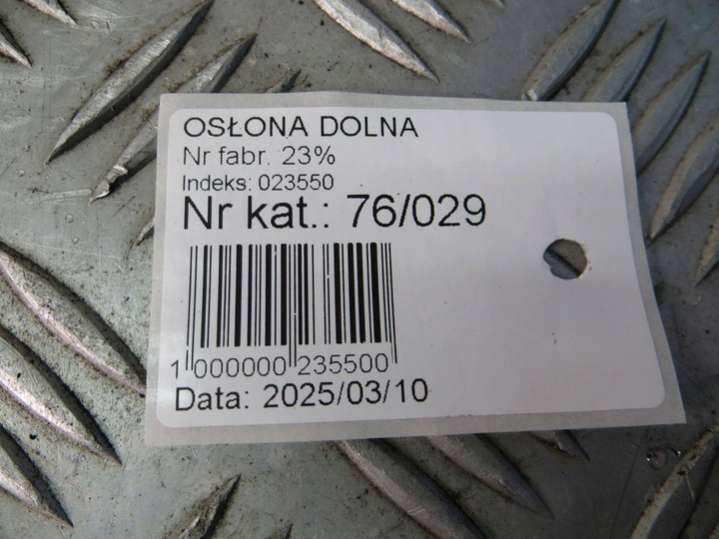 OSŁONA DOLNA
Nr fabr. 23%
Indeks: 023550
Nr kat.: 76/029
1 000000 235500
Data: 2025/03/10